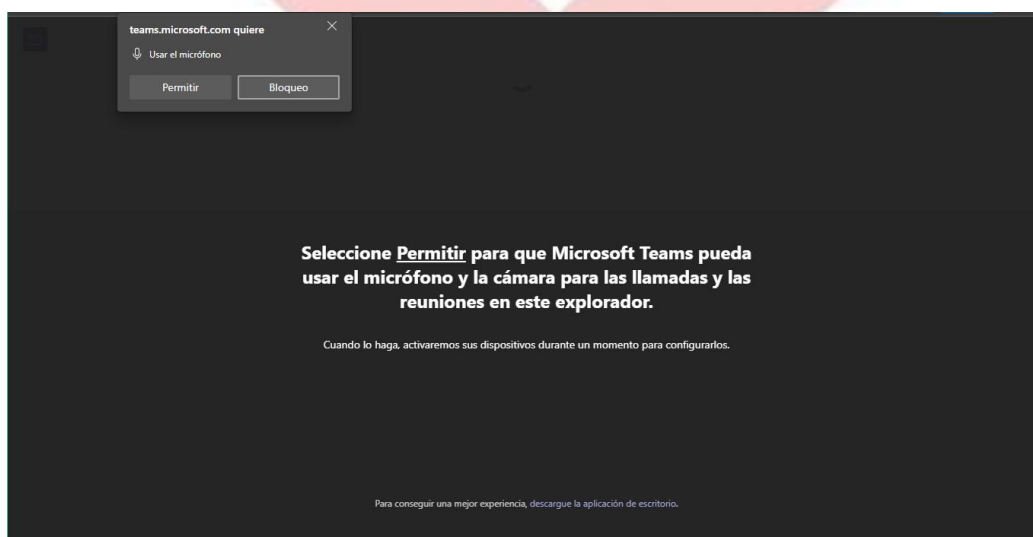 teams.microsoft.com quiere
Usar el micrófono
Permitir Bloqueo
Seleccione Permitir para que Microsoft Teams pueda
usar el micrófono y la cámara para las llamadas y las
reuniones en este explorador.
Cuando lo haga, activaremos sus dispositivos durante un momento para configurarlos.
Para conseguir una mejor experiencia, descargue la aplicación de escritorio.